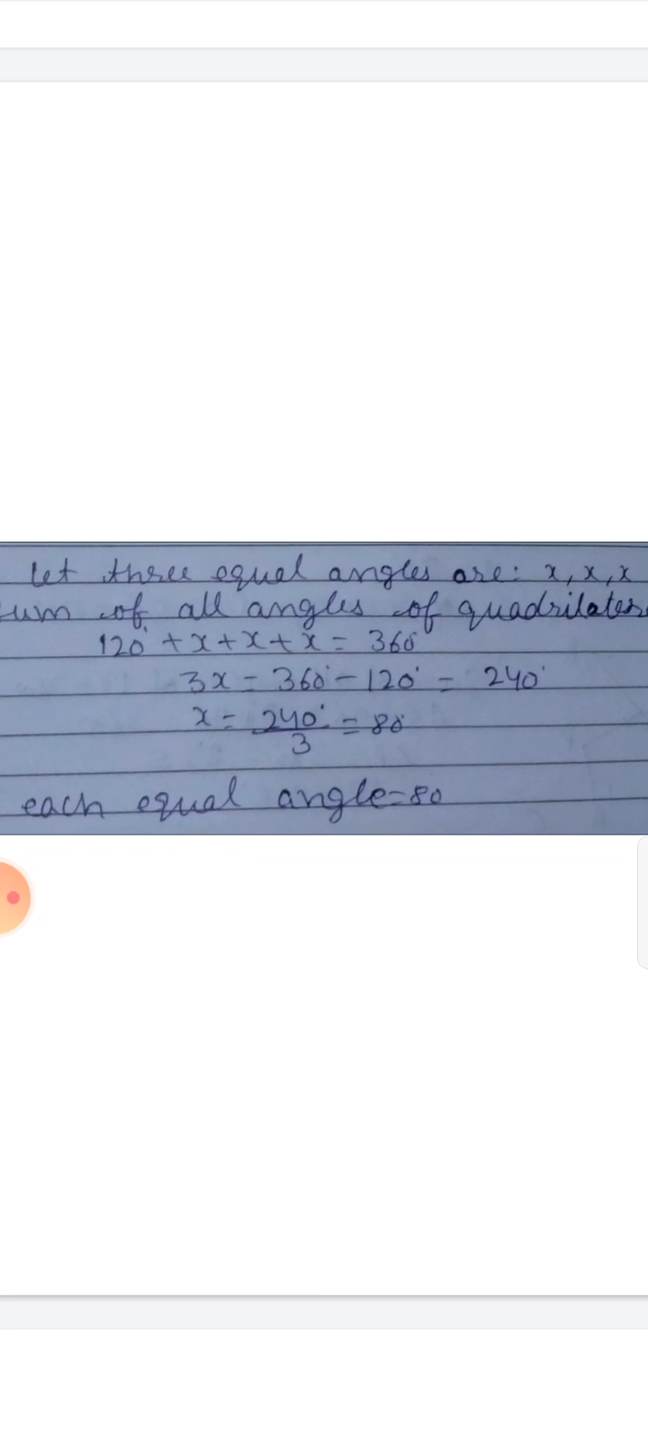 let three equal angles are: x, x, x
sum of all angles of quadrilater
120° + x + x + x = 360°
3x = 360° - 120° = 240°
x = 240° / 3 = 80°
each equal angle = 80